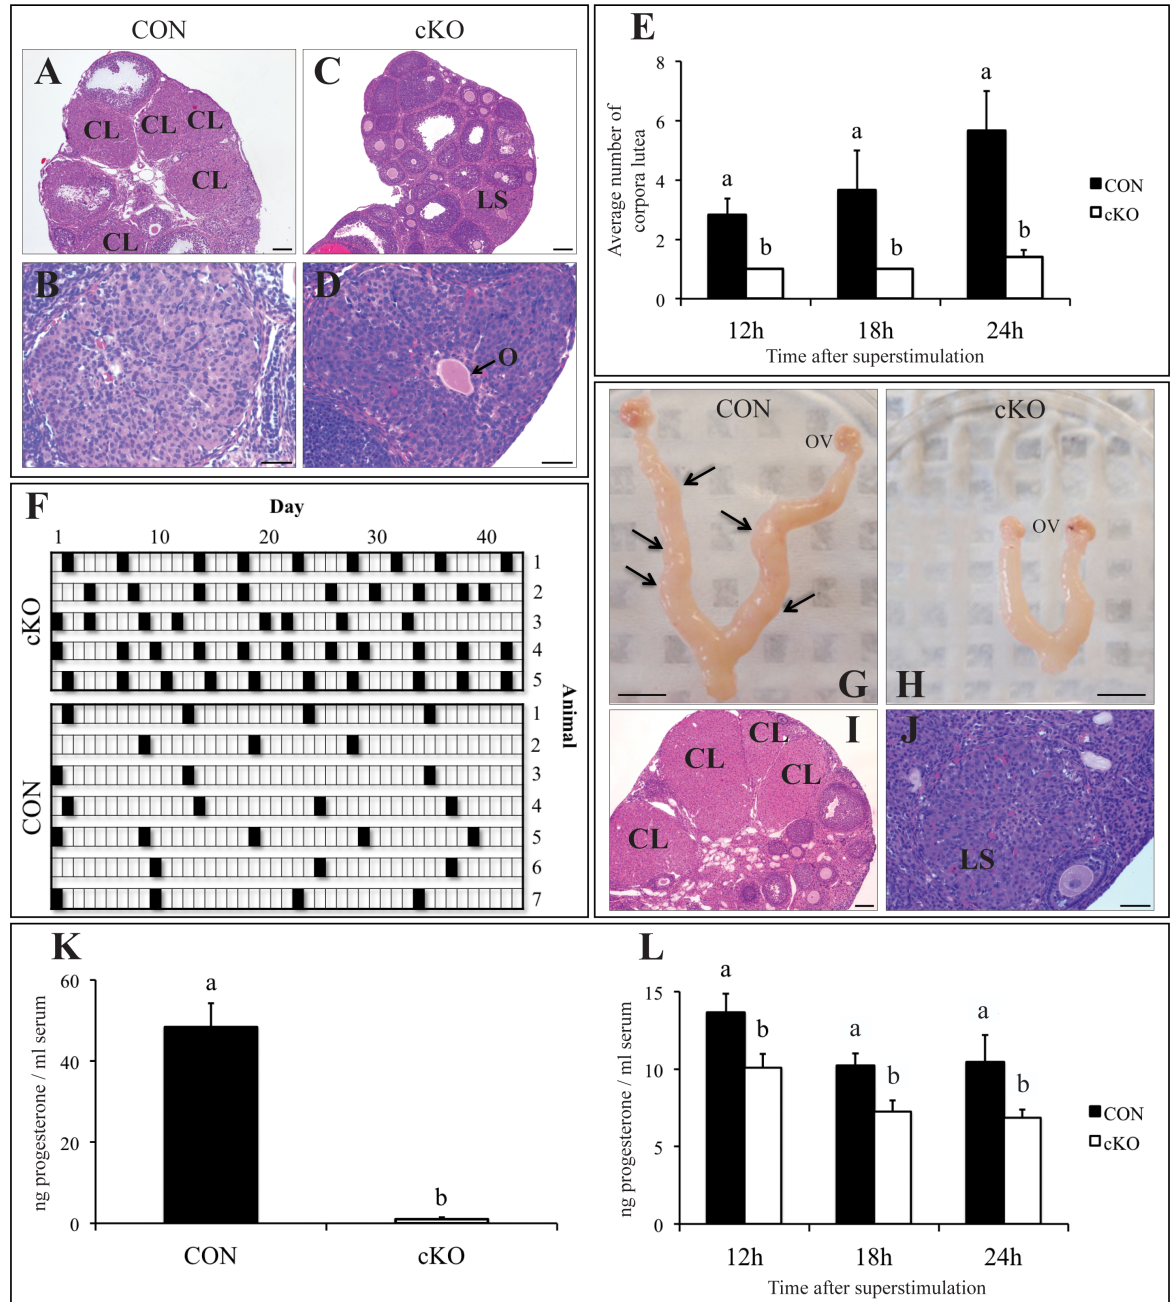 CON cKO
A
CL CL CL
CL
CL
C
LS
B
D
O
E
Average number of
corpora lutea
8
6
4
2
0
a
b
a
b
a
b
12h 18h 24h
Time after superstimulation
CON
cKO
F
Day
1 10 20 30 40
cKO
1
2
3
4
5
Animal
CON
1
2
3
4
5
6
7
CON
OV
G
cKO
OV
H
I
CL CL CL
CL
J
LS
K
ng progesterone / ml serum
60
40
20
0
a
b
CON cKO
L
ng progesterone / ml serum
15
10
5
0
a
b
a
b
a
b
12h 18h 24h
Time after superstimulation
CON
cKO